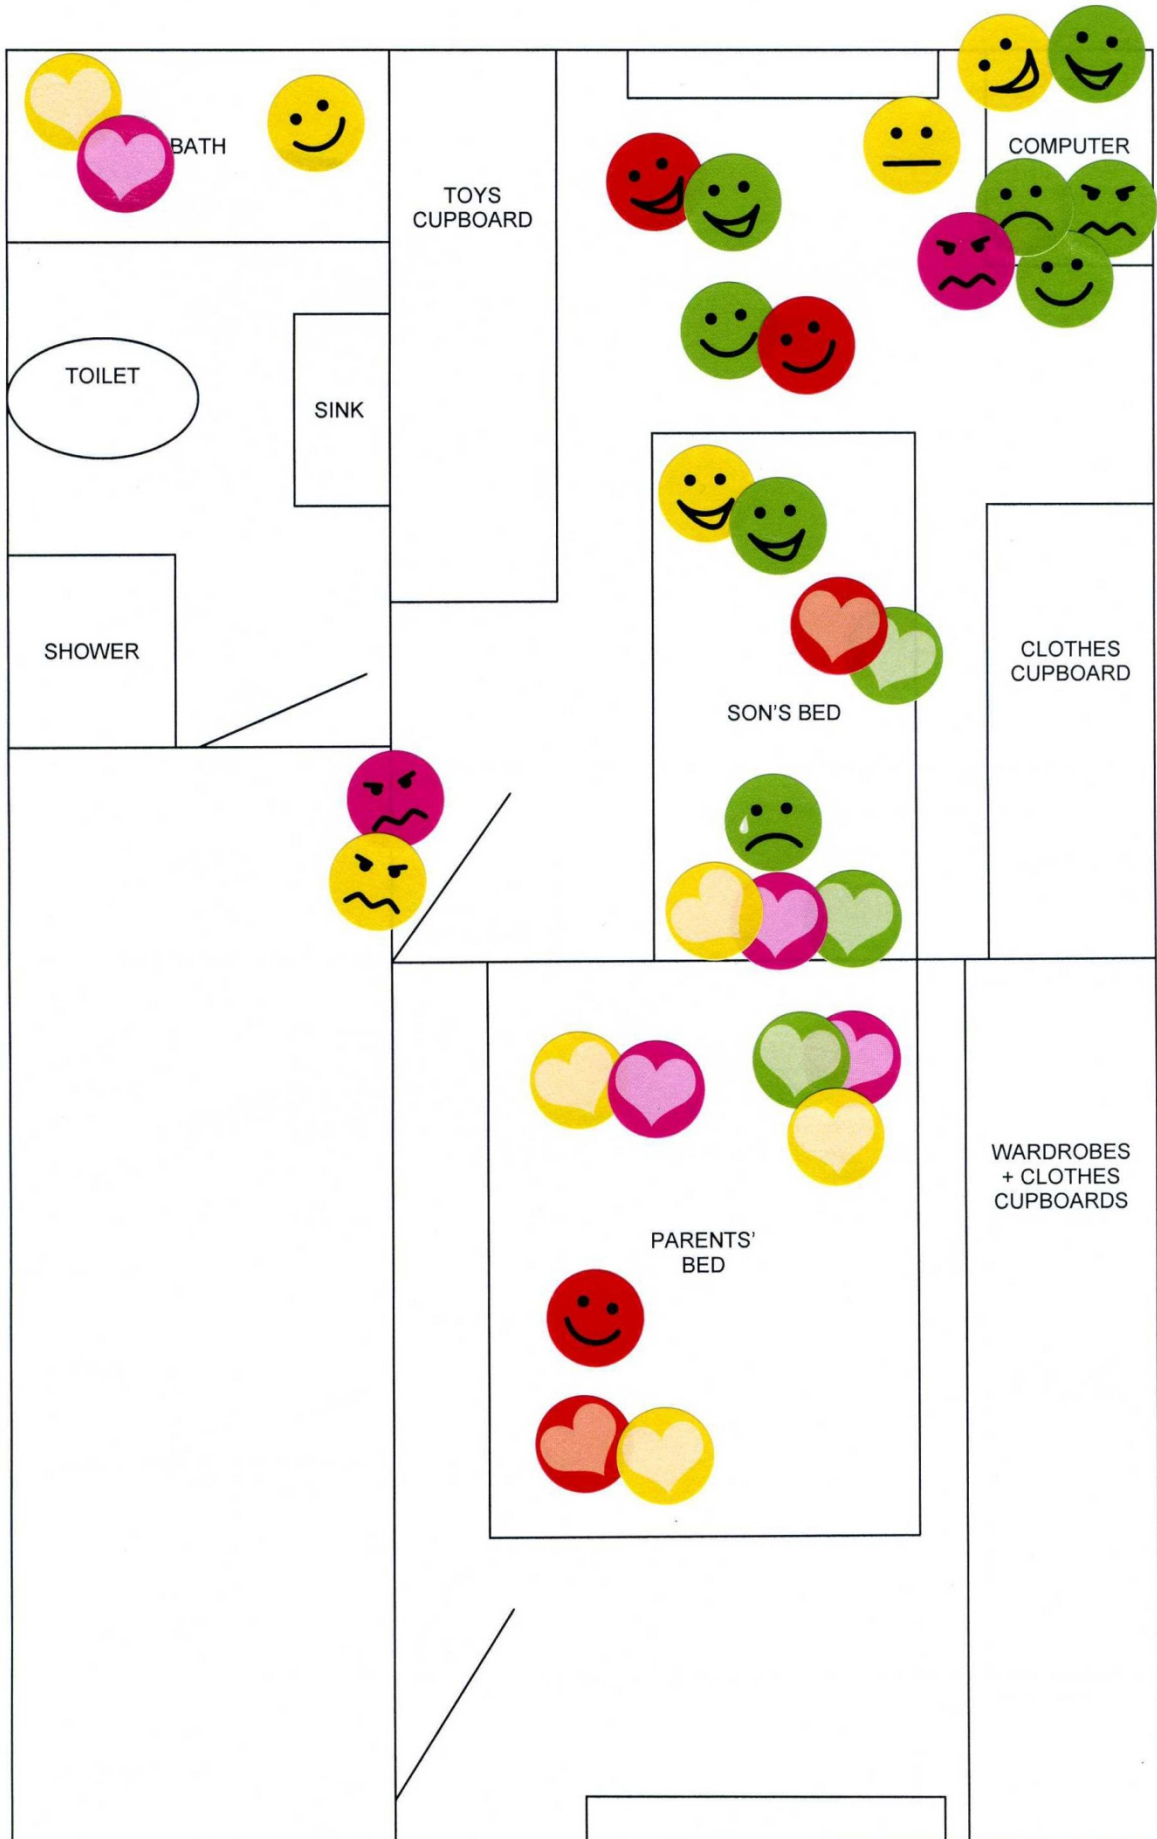 BATH
COMPUTER
TOYS
CUPBOARD
TOILET
SINK
SHOWER
CLOTHES
CUPBOARD
SON'S BED
WARDROBES
+ CLOTHES
CUPBOARDS
PARENTS'
BED